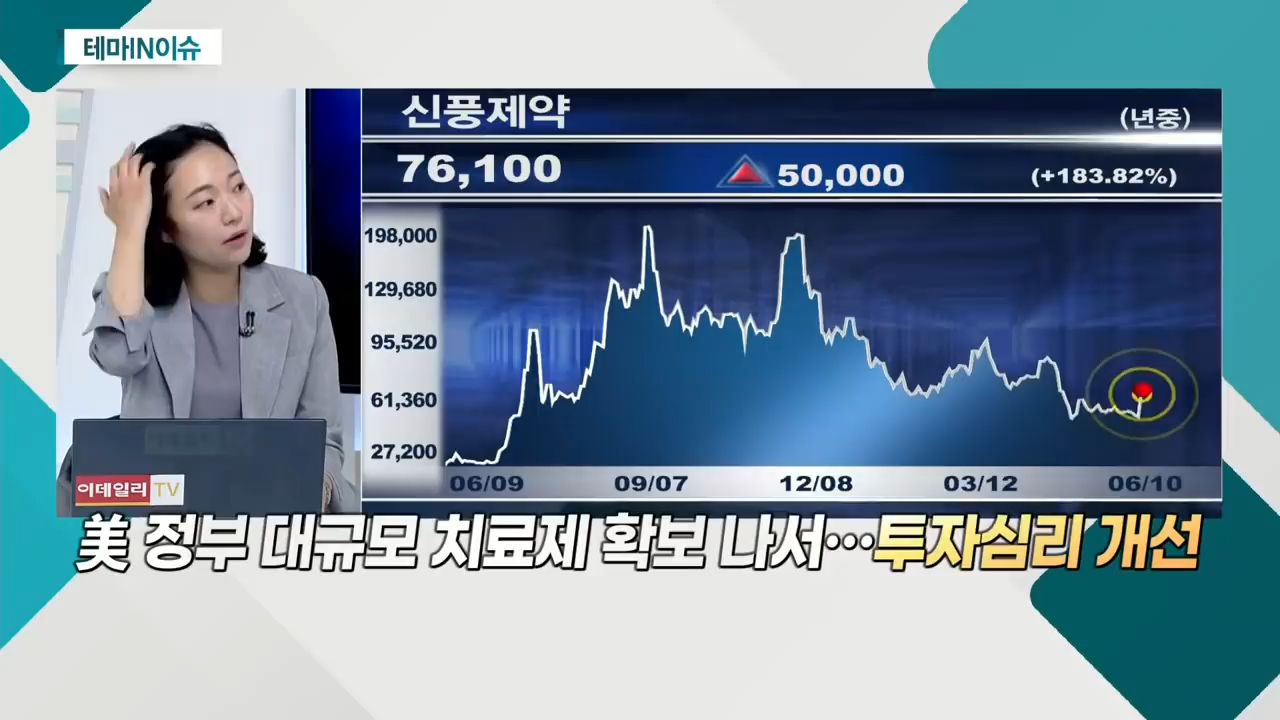 테마IN이슈
신풍제약
(년중)
76,100 ▲ 50,000 (+183.82%)
198,000
129,680
95,520
61,360
27,200
06/09 09/07 12/08 03/12 06/10
이데일리TV
美 정부 대규모 치료제 확보 나서…투자심리 개선